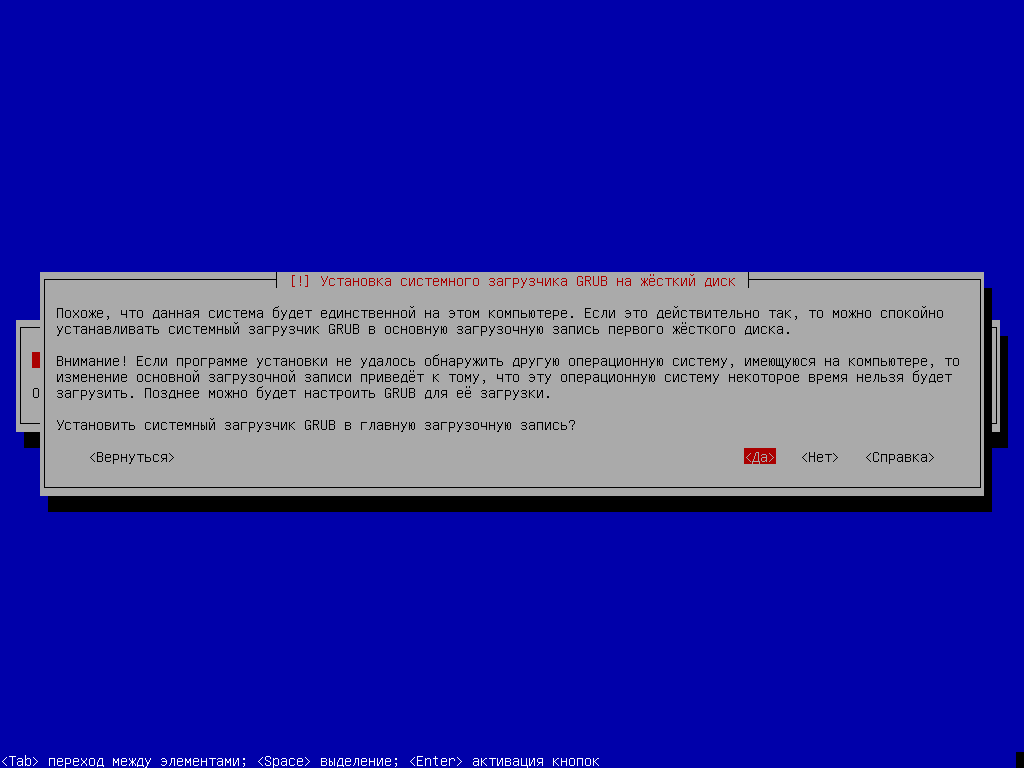 [!] Установка системного загрузчика GRUB на жёсткий диск
Похоже, что данная система будет единственной на этом компьютере. Если это действительно так, то можно спокойно
устанавливать системный загрузчик GRUB в основную загрузочную запись первого жёсткого диска.
Внимание! Если программе установки не удалось обнаружить другую операционную систему, имеющуюся на компьютере, то
изменение основной загрузочной записи приведёт к тому, что эту операционную систему некоторое время нельзя будет
О
загрузить. Позднее можно будет настроить GRUB для её загрузки.
Установить системный загрузчик GRUB в главную загрузочную запись?
<Вернуться> <Да> <Нет> <Справка>
<Tab> переход между элементами; <Space> выделение; <Enter> активация кнопок